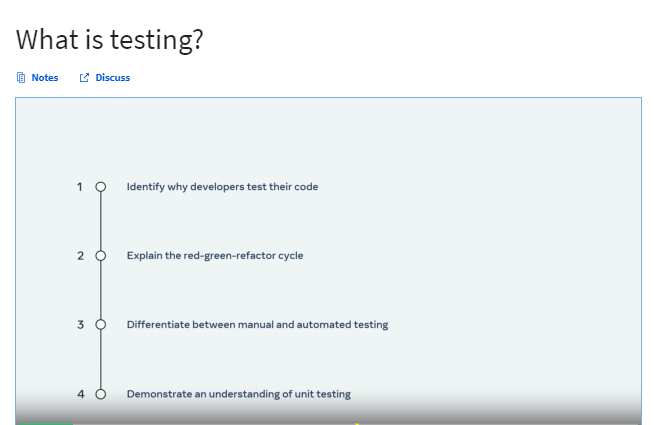 What is testing?
Notes Discuss
1 Identify why developers test their code
2 Explain the red-green-refactor cycle
3 Differentiate between manual and automated testing
4 Demonstrate an understanding of unit testing